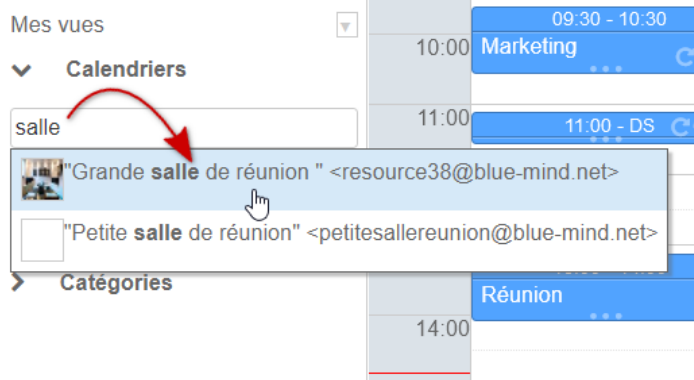 Mes vues
Calendriers
salle
"Grande salle de réunion " <resource38@blue-mind.net>
"Petite salle de réunion" <petitesallereunion@blue-mind.net>
Catégories
09:30 - 10:30
10:00 Marketing
11:00
11:00 - DS
Réunion
14:00